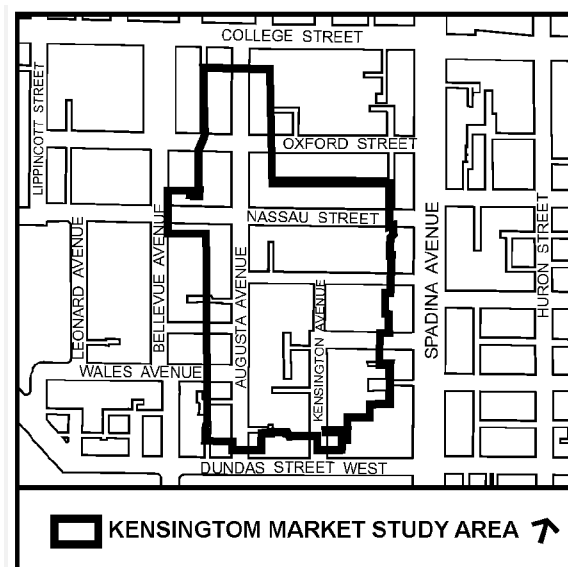 COLLEGE STREET
LIPPINCOTT STREET
OXFORD STREET
NASSAU STREET
LEONARD AVENUE
BELLEVUE AVENUE
AUGUSTA AVENUE
KENSINGTON AVENUE
SPADINA AVENUE
HURON STREET
WALES AVENUE
DUNDAS STREET WEST
KENSINGTOM MARKET STUDY AREA